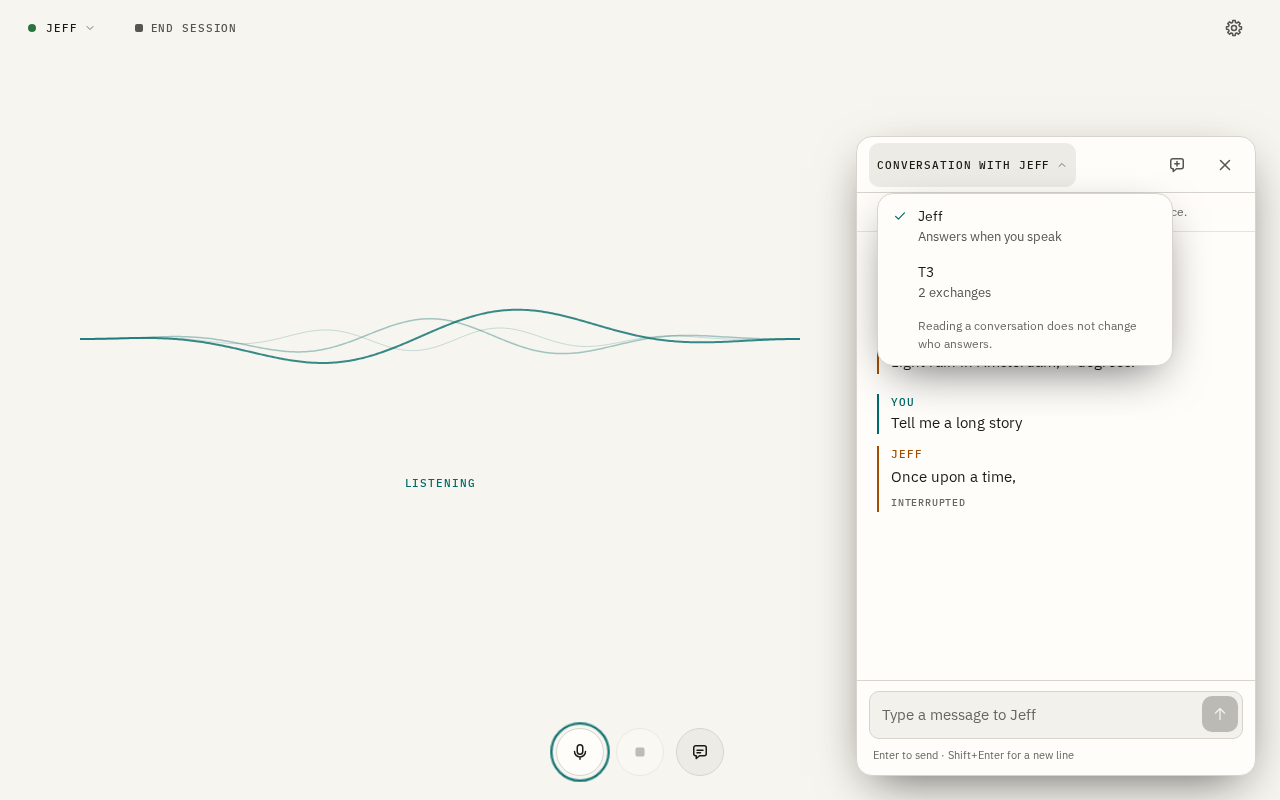 JEFF
END SESSION
CONVERSATION WITH JEFF
ce.
Jeff
Answers when you speak
T3
2 exchanges
Reading a conversation does not change
who answers.
YOU
Tell me a long story
JEFF
Once upon a time,
INTERRUPTED
LISTENING
Type a message to Jeff
Enter to send · Shift+Enter for a new line